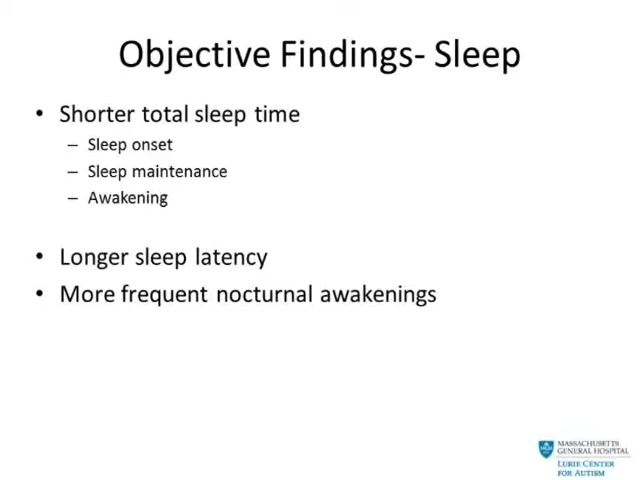 Objective Findings- Sleep
• Shorter total sleep time
– Sleep onset
– Sleep maintenance
– Awakening
• Longer sleep latency
• More frequent nocturnal awakenings
MASSACHUSETTS
GENERAL HOSPITAL
LURIE CENTER
FOR AUTISM